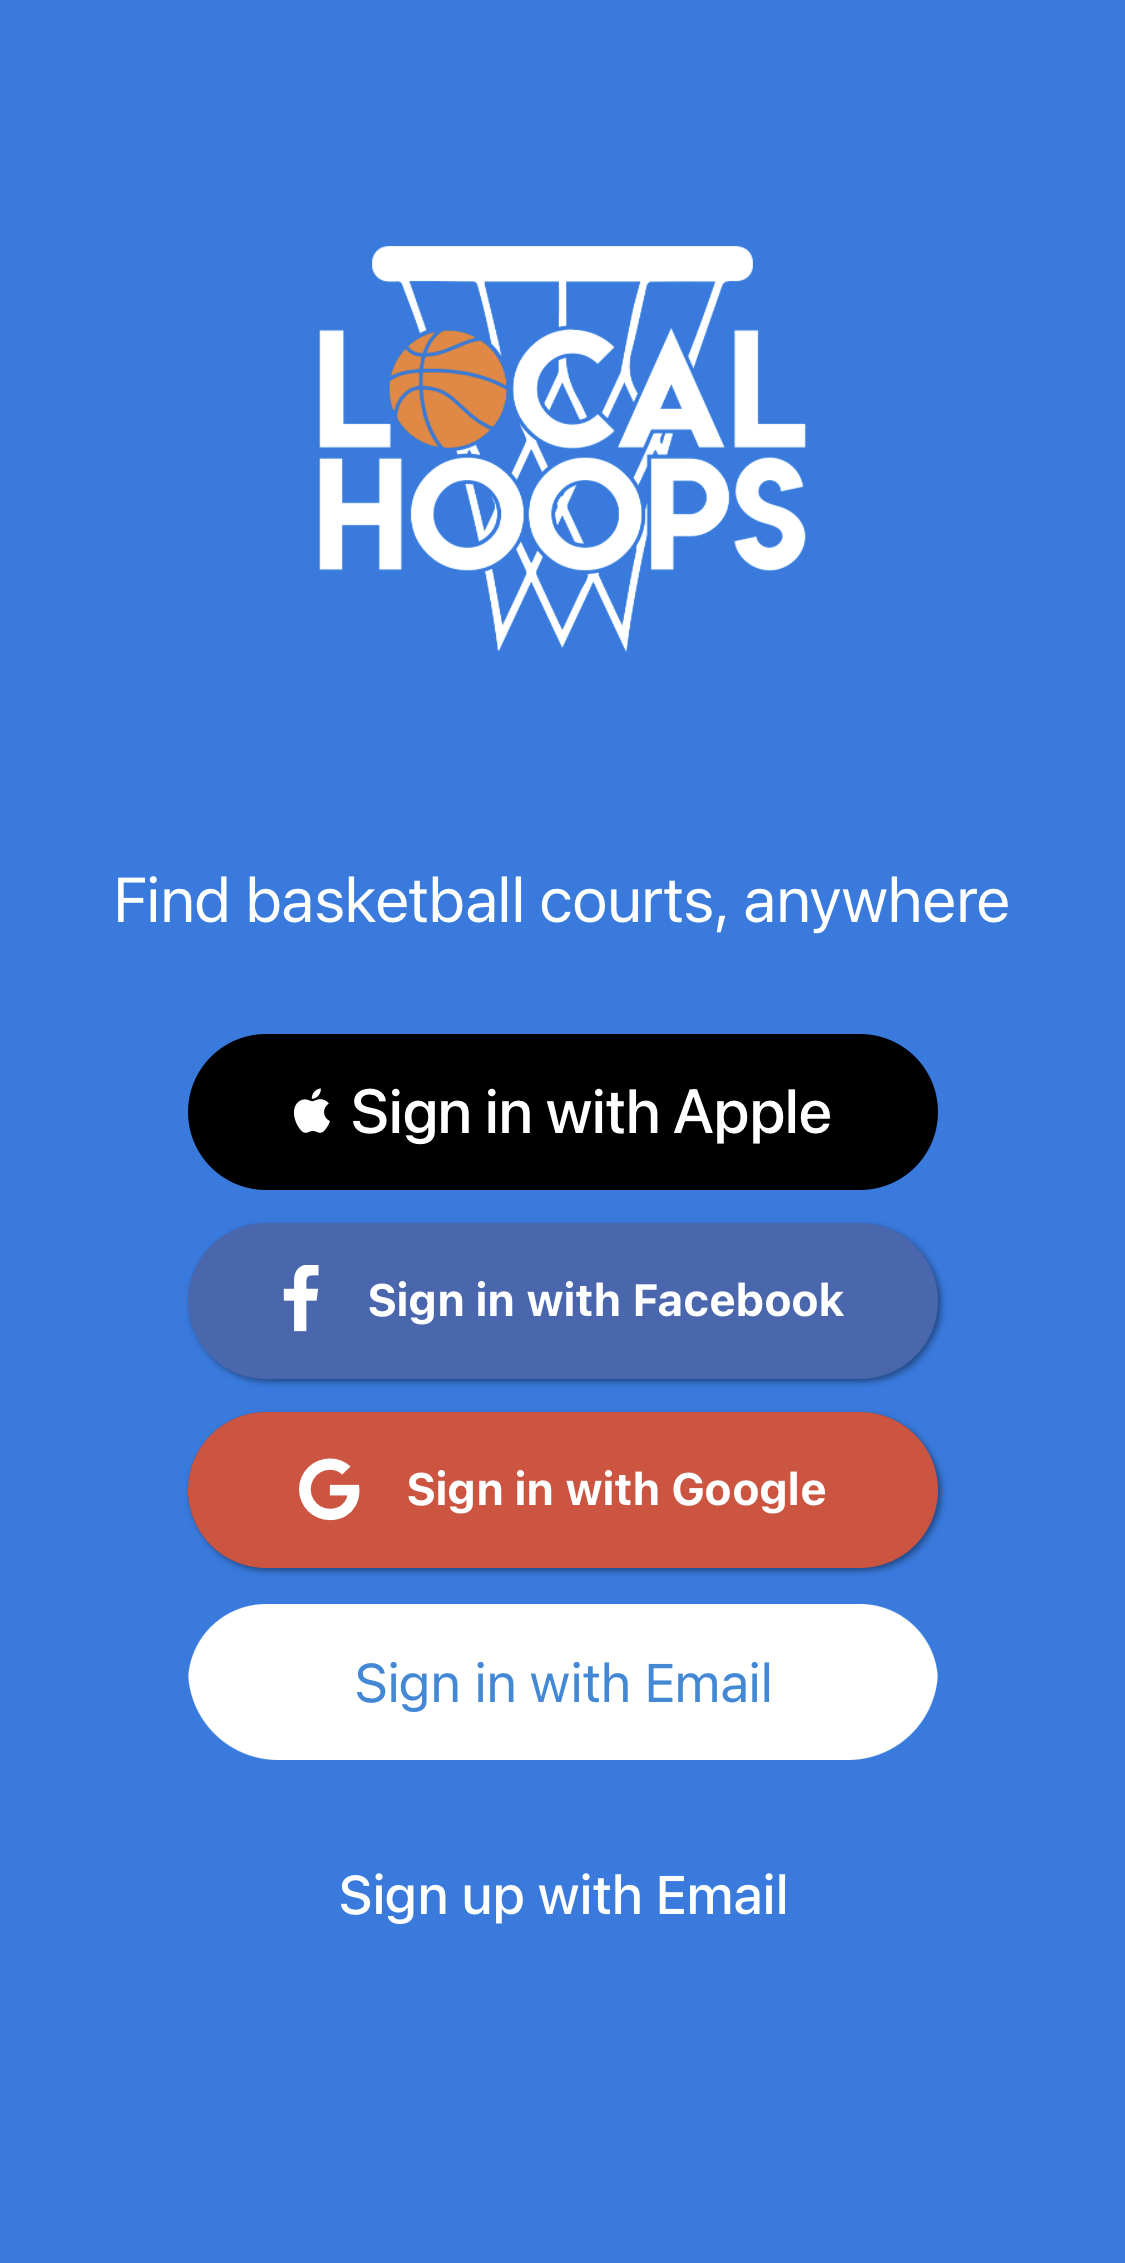 LOCAL
HOOPS
Find basketball courts, anywhere
Sign in with Apple
Sign in with Facebook
Sign in with Google
Sign in with Email
Sign up with Email